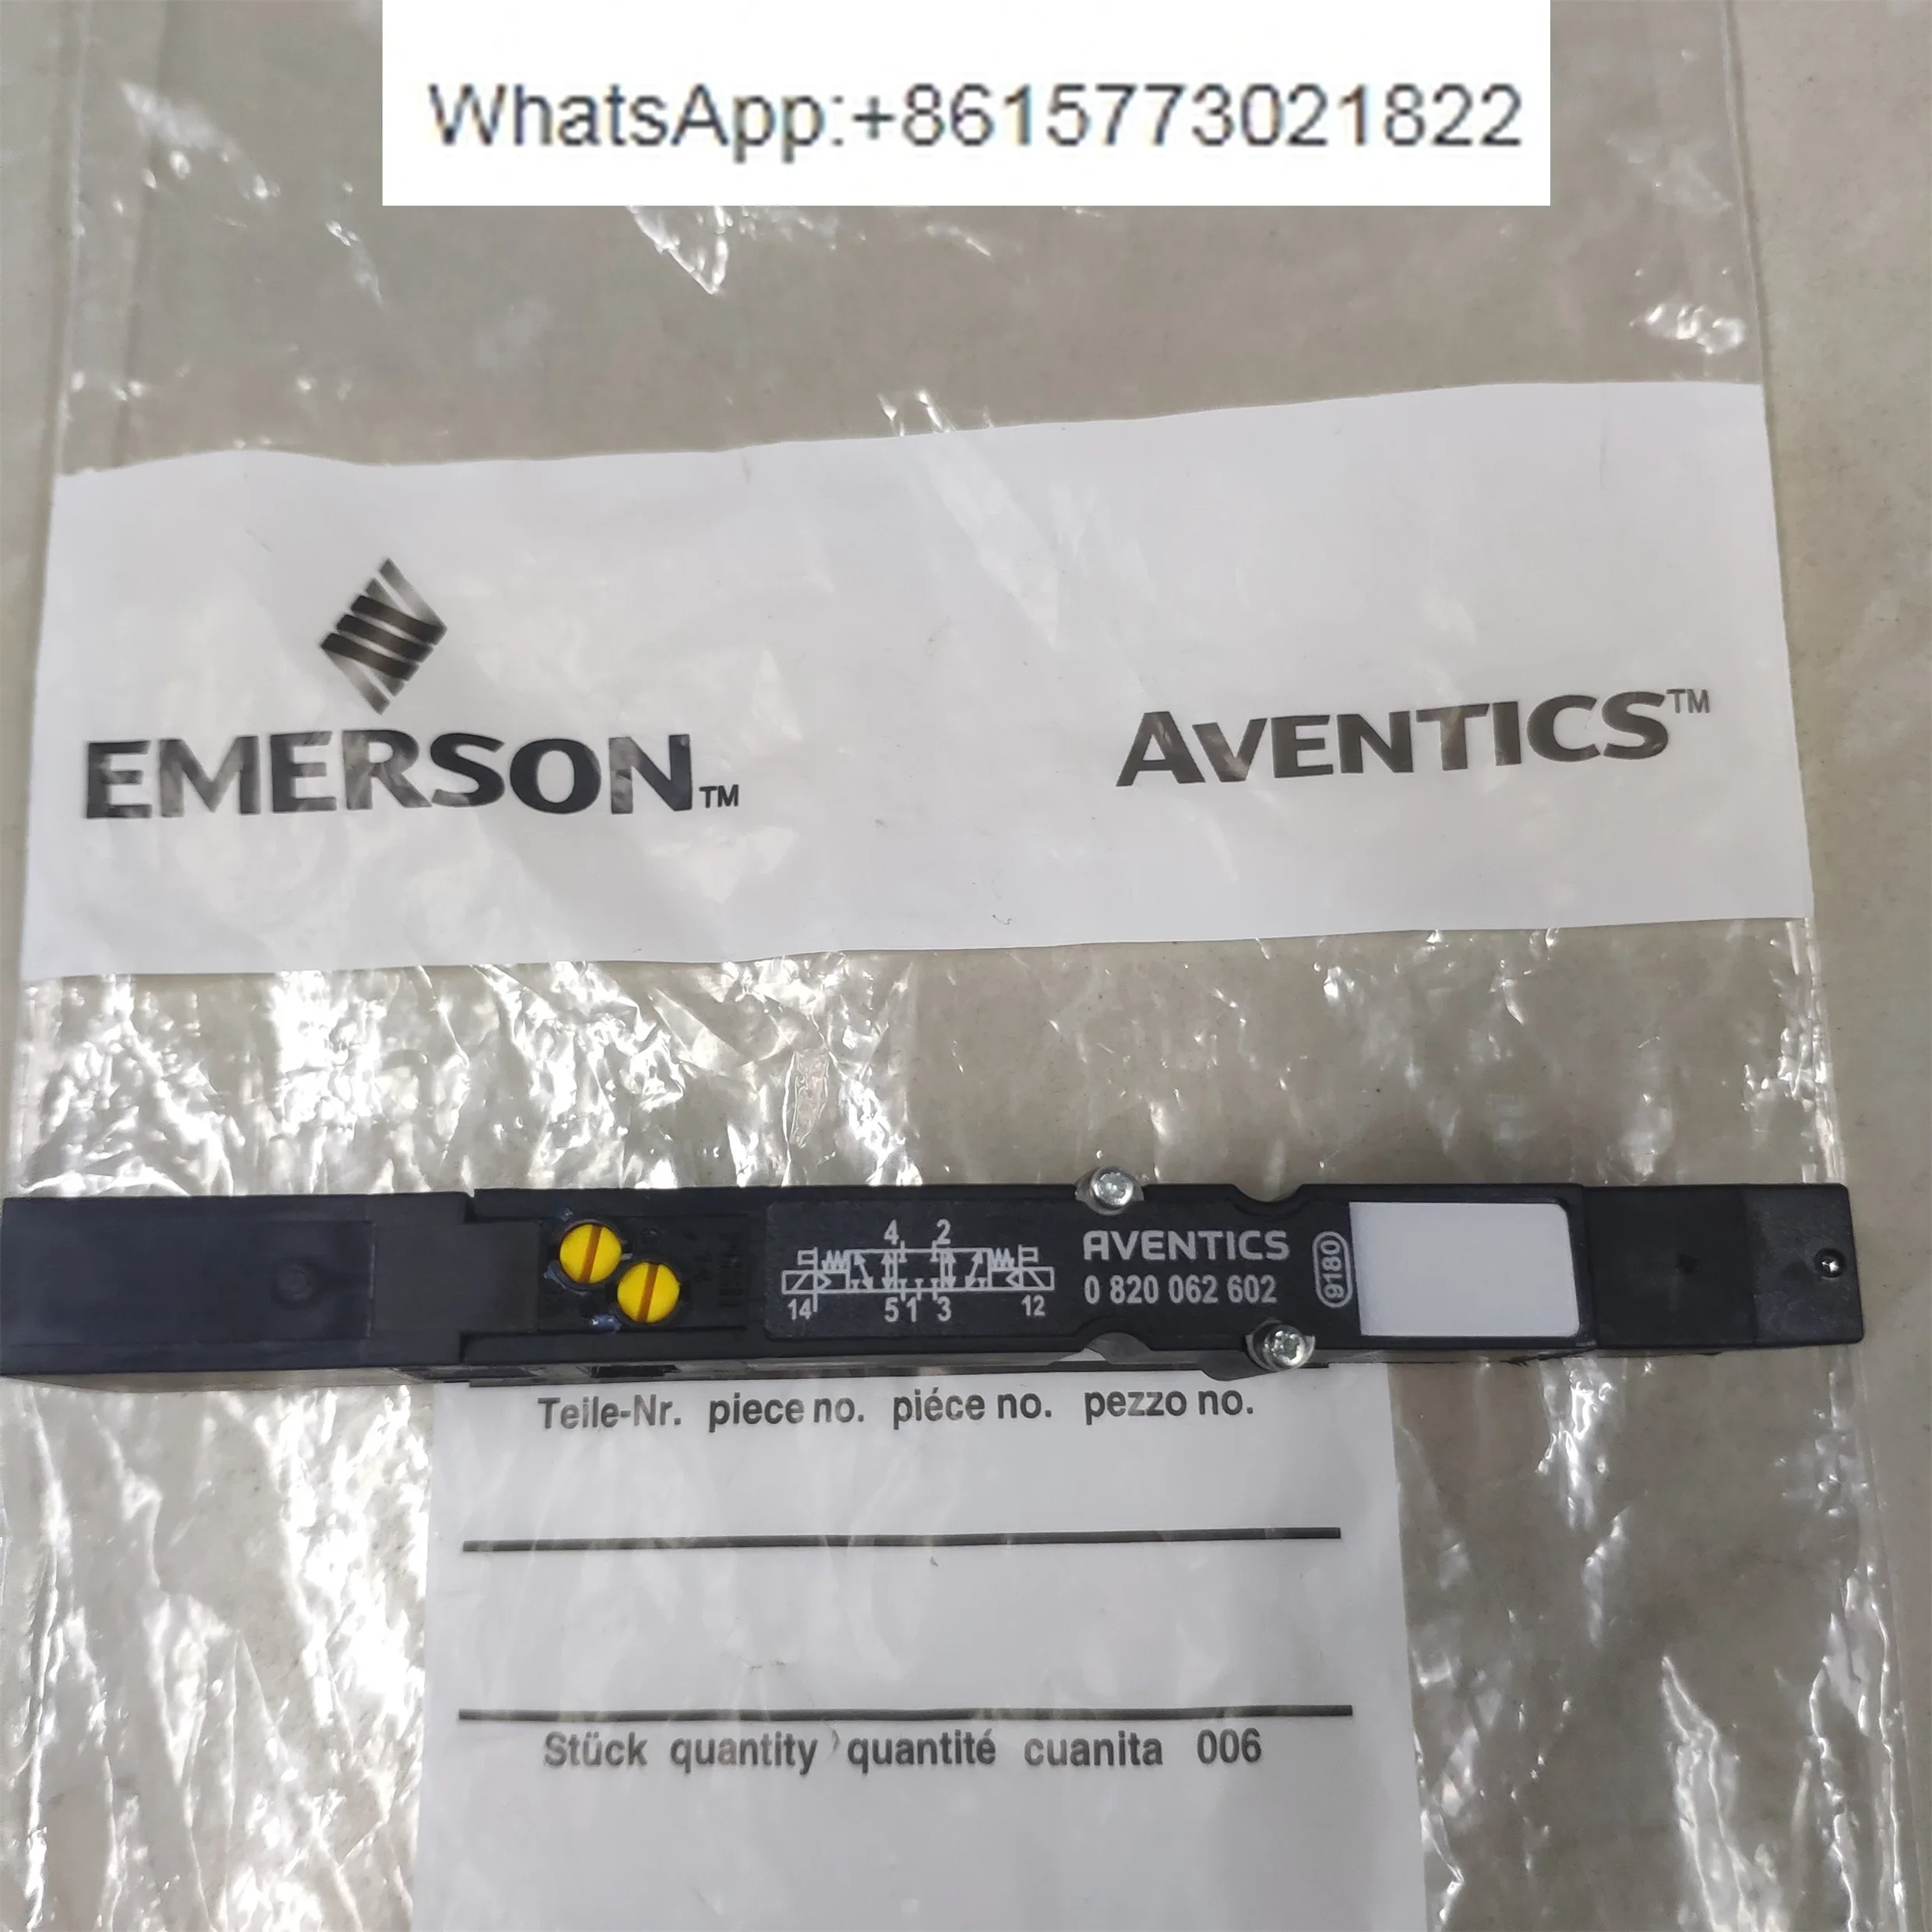 WhatsApp:+8615773021822
EMERSON™
AVENTICS™
4 2
14 5 1 3 12
AVENTICS
0 820 062 602
9180
Teile-Nr. piece no. piéce no. pezzo no.
Stück quantity quantité cuanita 006